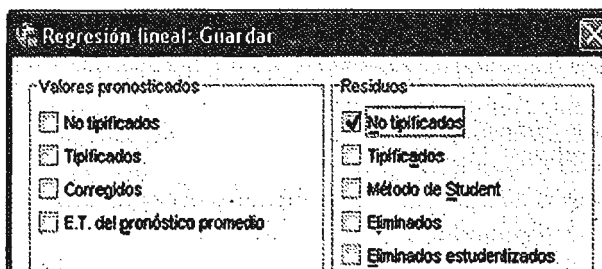 Regresión lineal: Guardar
Valores pronosticados
No tipificados
Tipificados
Corregidos
E.T. del pronóstico promedio
Residuos
No tipificados
Tipificados
Método de Student
Eliminados
Eliminados estudentizados